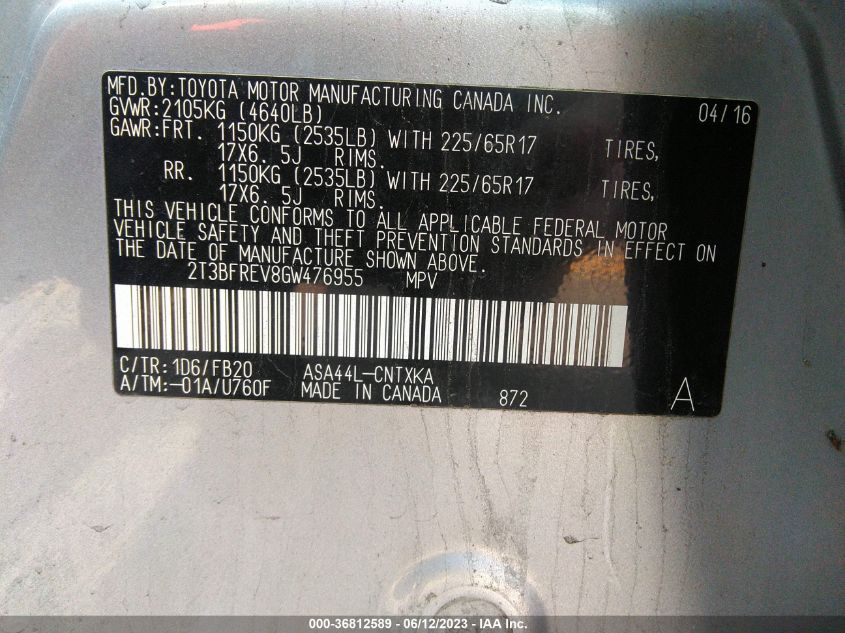 MFD.BY:TOYOTA MOTOR MANUFACTURING CANADA INC. 04/16
GVWR:2105KG (4640LB)
GAWR:FRT. 1150KG (2535LB) WITH 225/65R17 TIRES,
17X6. 5J RIMS.
RR. 1150KG (2535LB) WITH 225/65R17 TIRES,
17X6. 5J RIMS.
THIS VEHICLE CONFORMS TO ALL APPLICABLE FEDERAL MOTOR
VEHICLE SAFETY AND THEFT PREVENTION STANDARDS IN EFFECT ON
THE DATE OF MANUFACTURE SHOWN ABOVE.
2T3BFREV8GW476955 MPV
C/TR:1D6/FB20 ASA44L-CNTXKA
A/TM:-01A/U760F MADE IN CANADA 872 A
000-36812589 - 06/12/2023 - IAA Inc.